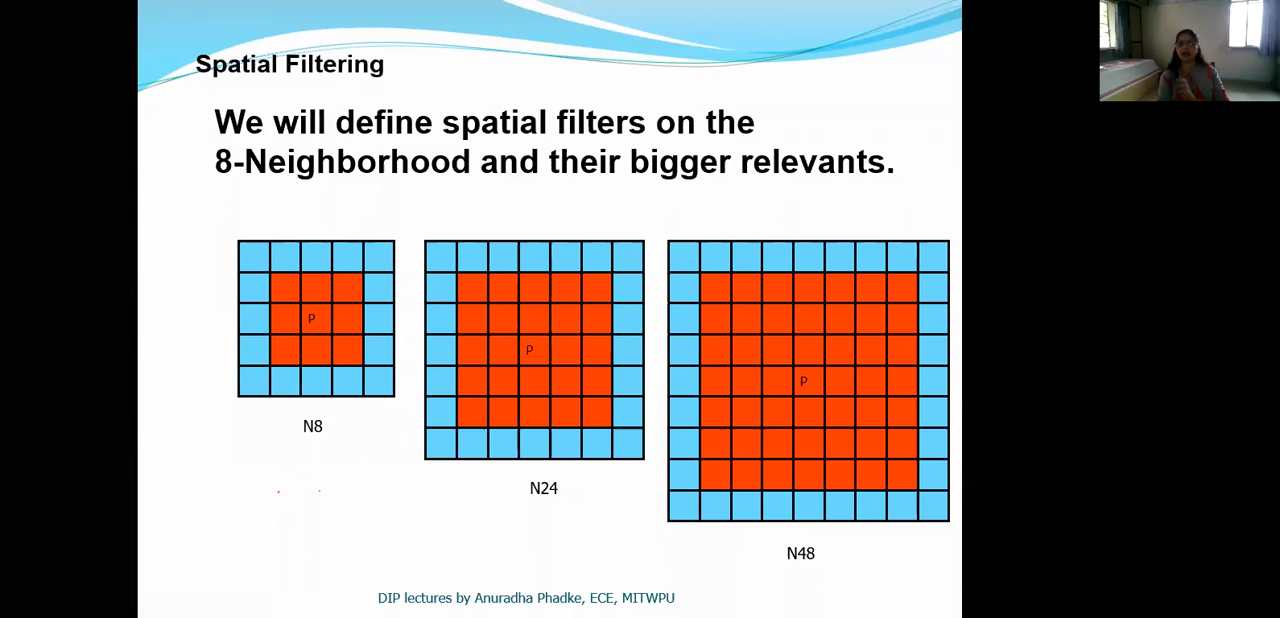 Spatial Filtering
We will define spatial filters on the
8-Neighborhood and their bigger relevants.
P
P
P
N8
N24
N48
DIP lectures by Anuradha Phadke, ECE, MITWPU